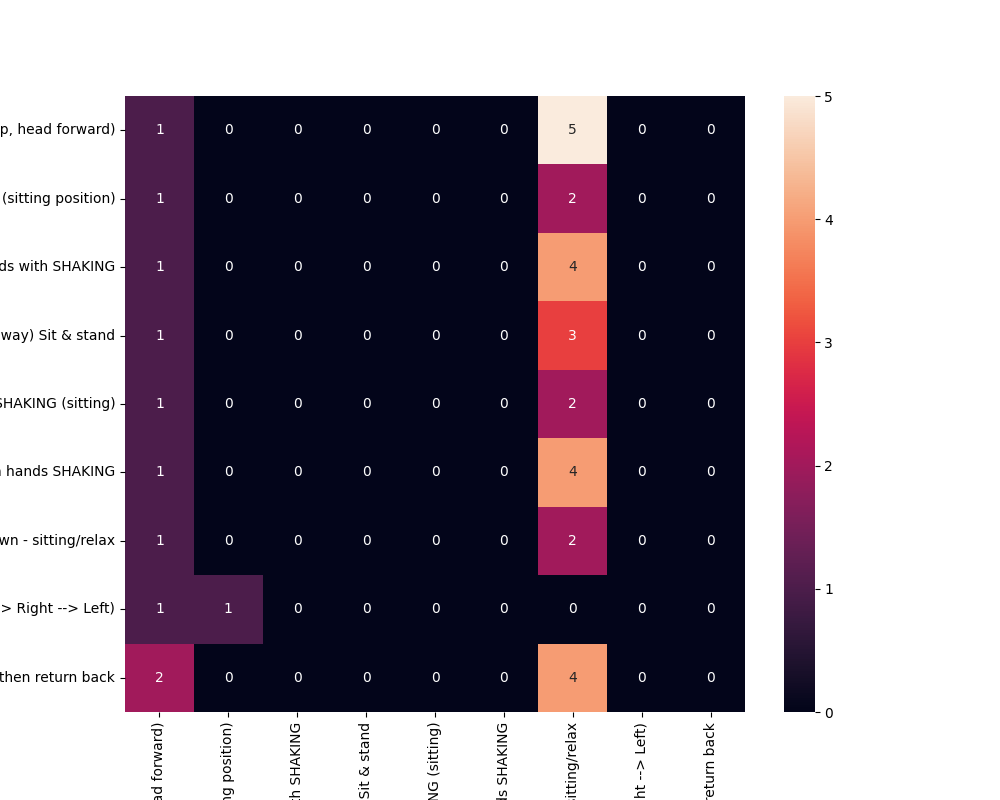 p, head forward) 1 0 0 0 0 0 5 0 0
(sitting position) 1 0 0 0 0 0 2 0 0
ds with SHAKING 1 0 0 0 0 0 4 0 0
way) Sit & stand 1 0 0 0 0 0 3 0 0
SHAKING (sitting) 1 0 0 0 0 0 2 0 0
hands SHAKING 1 0 0 0 0 0 4 0 0
wn - sitting/relax 1 0 0 0 0 0 2 0 0
> Right --> Left) 1 1 0 0 0 0 0 0 0
then return back 2 0 0 0 0 0 4 0 0
ad forward)
ng position)
th SHAKING
Sit & stand
NG (sitting)
ds SHAKING
sitting/relax
ht --> Left)
return back
5
4
3
2
1
0